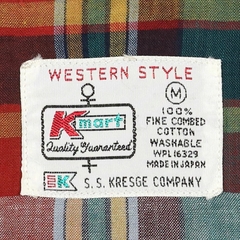 WESTERN STYLE
Kmart
Quality Guaranteed
M
100%
FINE COMBED
COTTON
WASHABLE
WPL 16329
MADE IN JAPAN
SK S.S. KRESGE COMPANY